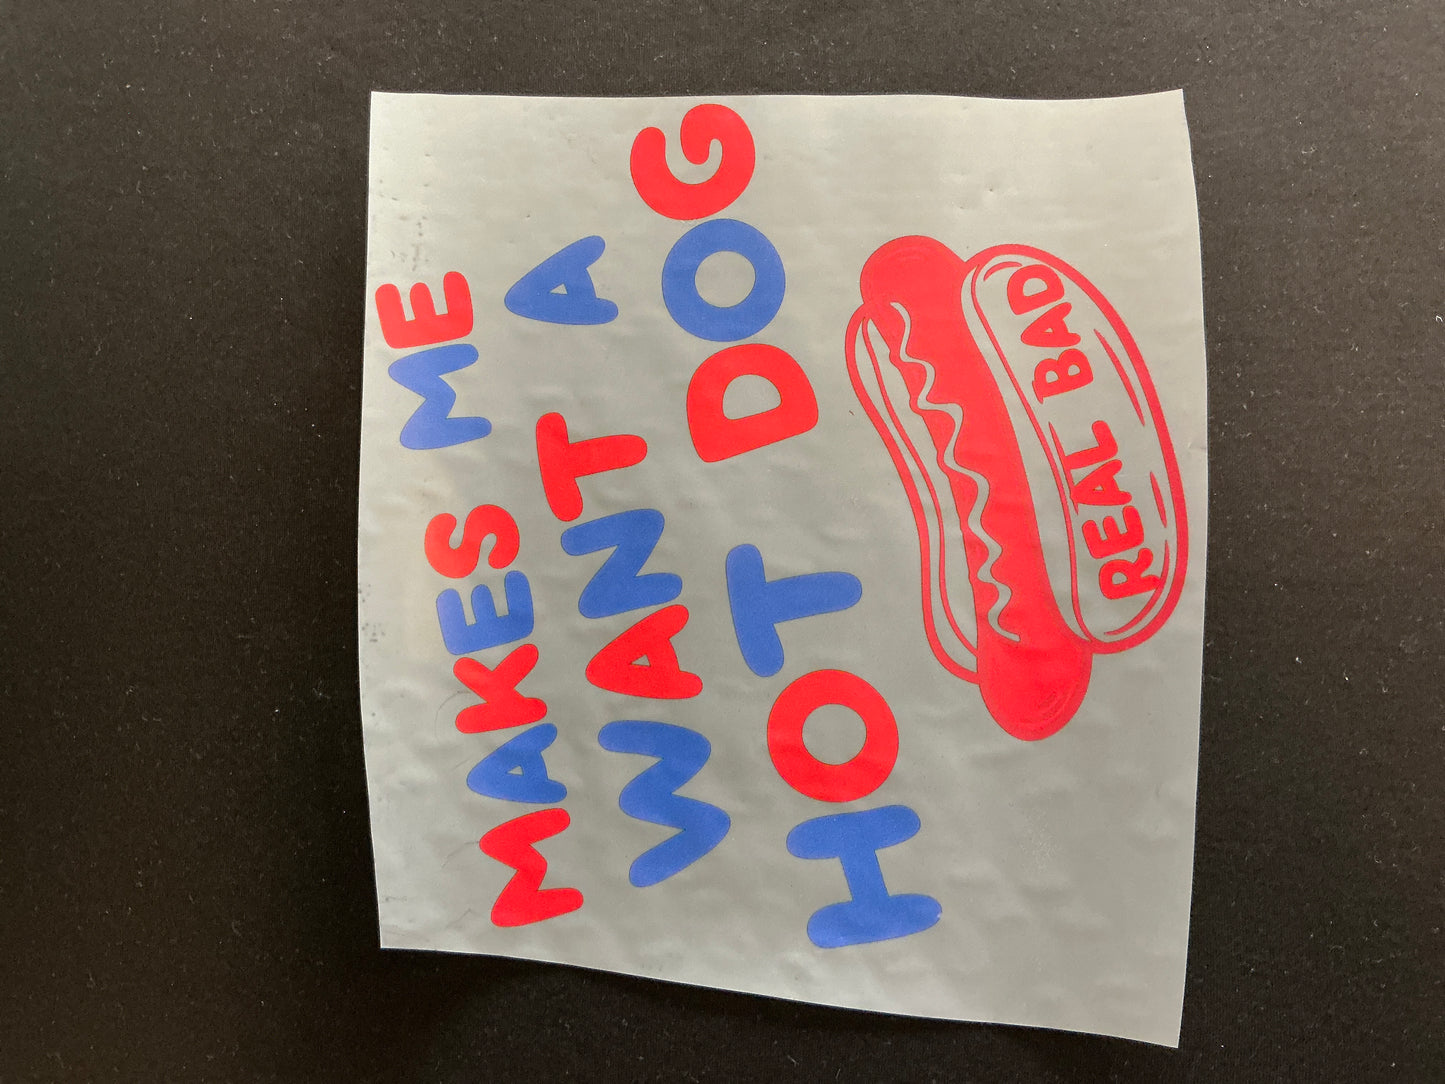 MAKES ME
WANT A
HOT DOG
REAL BAD